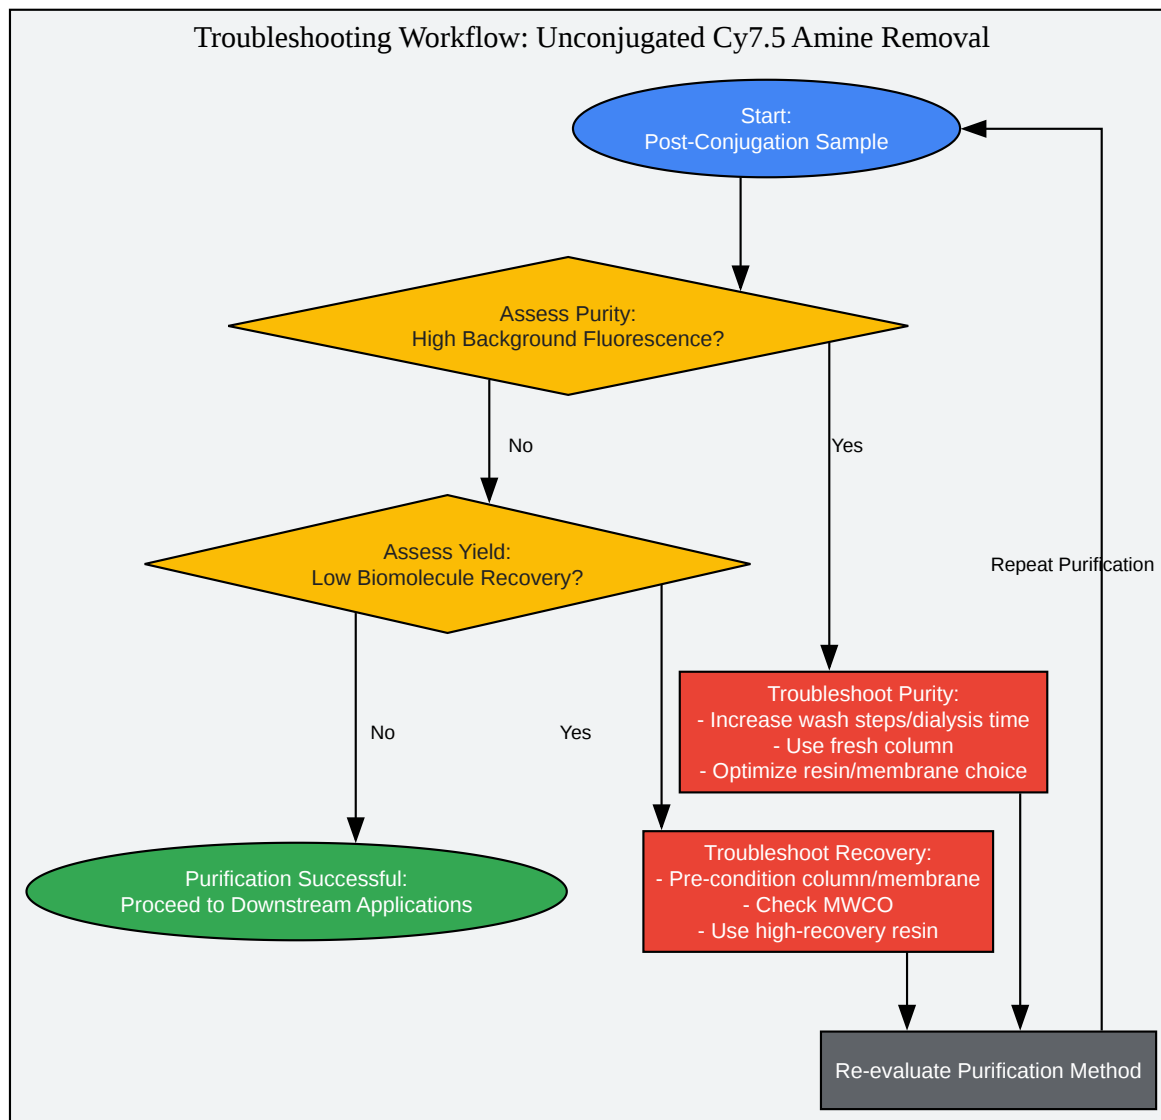 Troubleshooting Workflow: Unconjugated Cy7.5 Amine Removal
Start:
Post-Conjugation Sample
Assess Purity:
High Background Fluorescence?
No
Yes
Assess Yield:
Low Biomolecule Recovery?
Repeat Purification
No
Yes
Troubleshoot Purity:
- Increase wash steps/dialysis time
- Use fresh column
- Optimize resin/membrane choice
Troubleshoot Recovery:
- Pre-condition column/membrane
- Check MWCO
- Use high-recovery resin
Purification Successful:
Proceed to Downstream Applications
Re-evaluate Purification Method